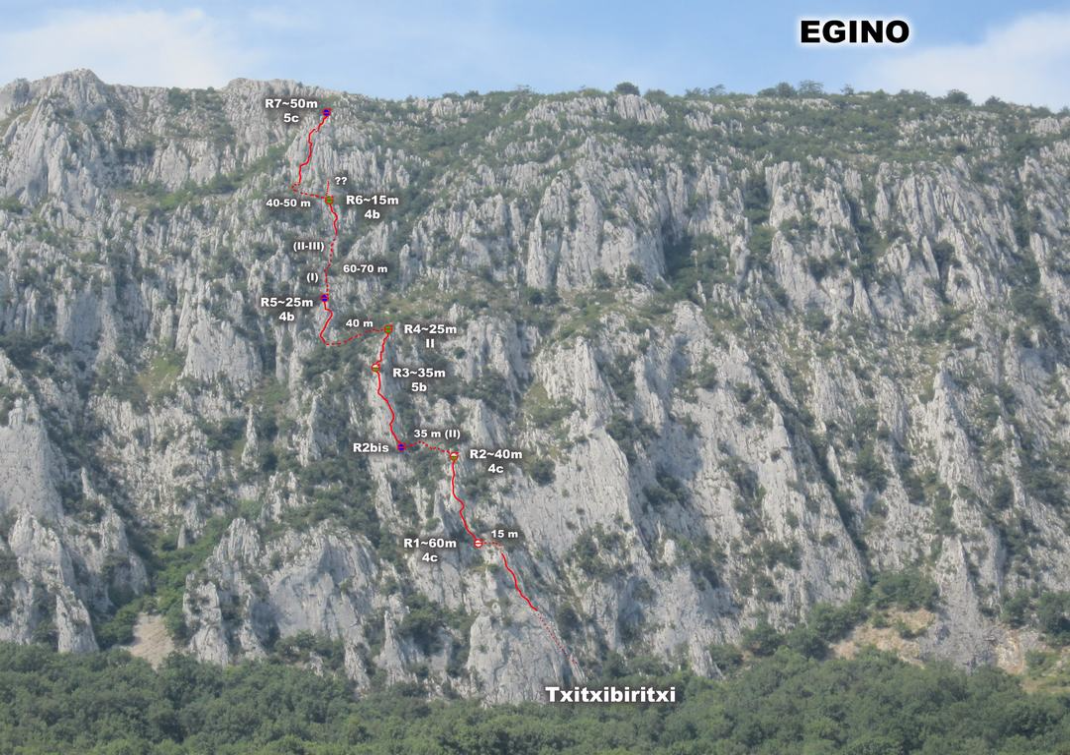 EGINO
R7~50m
5c
??
40-50 m
R6~15m
4b
(II-III)
(I)
60-70 m
R5~25m
4b
40 m
R4~25m
II
R3~35m
5b
35 m (II)
R2bis
R2~40m
4c
15 m
R1~60m
4c
Txitxibiritxi